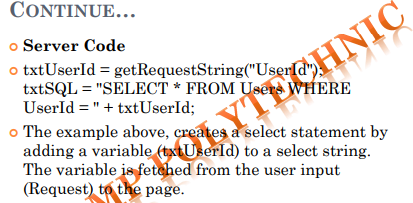 CONTINUE...
Server Code
txtUserId = getRequestString("UserId");
txtSQL = "SELECT * FROM Users WHERE
UserId = " + txtUserId;
The example above, creates a select statement by
adding a variable (txtUserId) to a select string.
The variable is fetched from the user input
(Request) to the page.
MP POLYTECHNIC